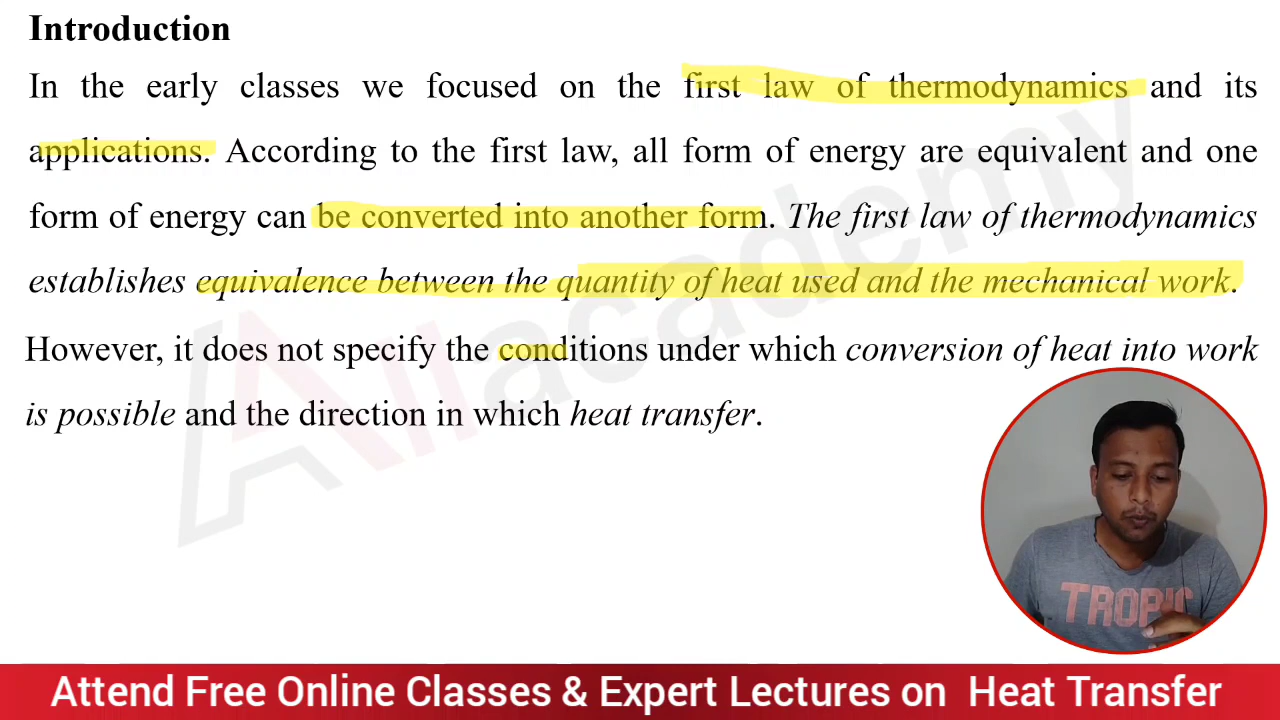 Introduction
In the early classes we focused on the first law of thermodynamics and its
applications. According to the first law, all form of energy are equivalent and one
form of energy can be converted into another form. The first law of thermodynamics
establishes equivalence between the quantity of heat used and the mechanical work.
However, it does not specify the conditions under which conversion of heat into work
is possible and the direction in which heat transfer.
Allacademy
TROPIC
Attend Free Online Classes & Expert Lectures on Heat Transfer